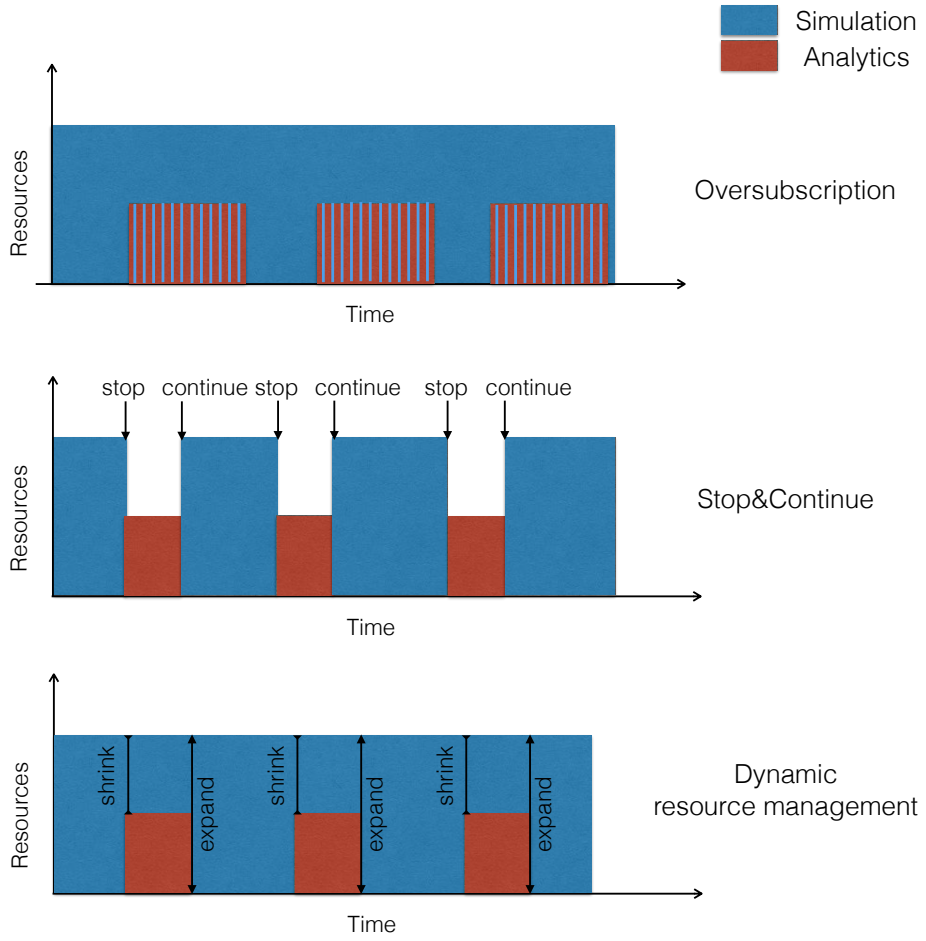 Simulation
Analytics
Resources
Oversubscription
Time
stop continue stop continue stop continue
Resources
Stop&Continue
Time
shrink expand shrink expand shrink expand
Resources
Dynamic
resource management
Time